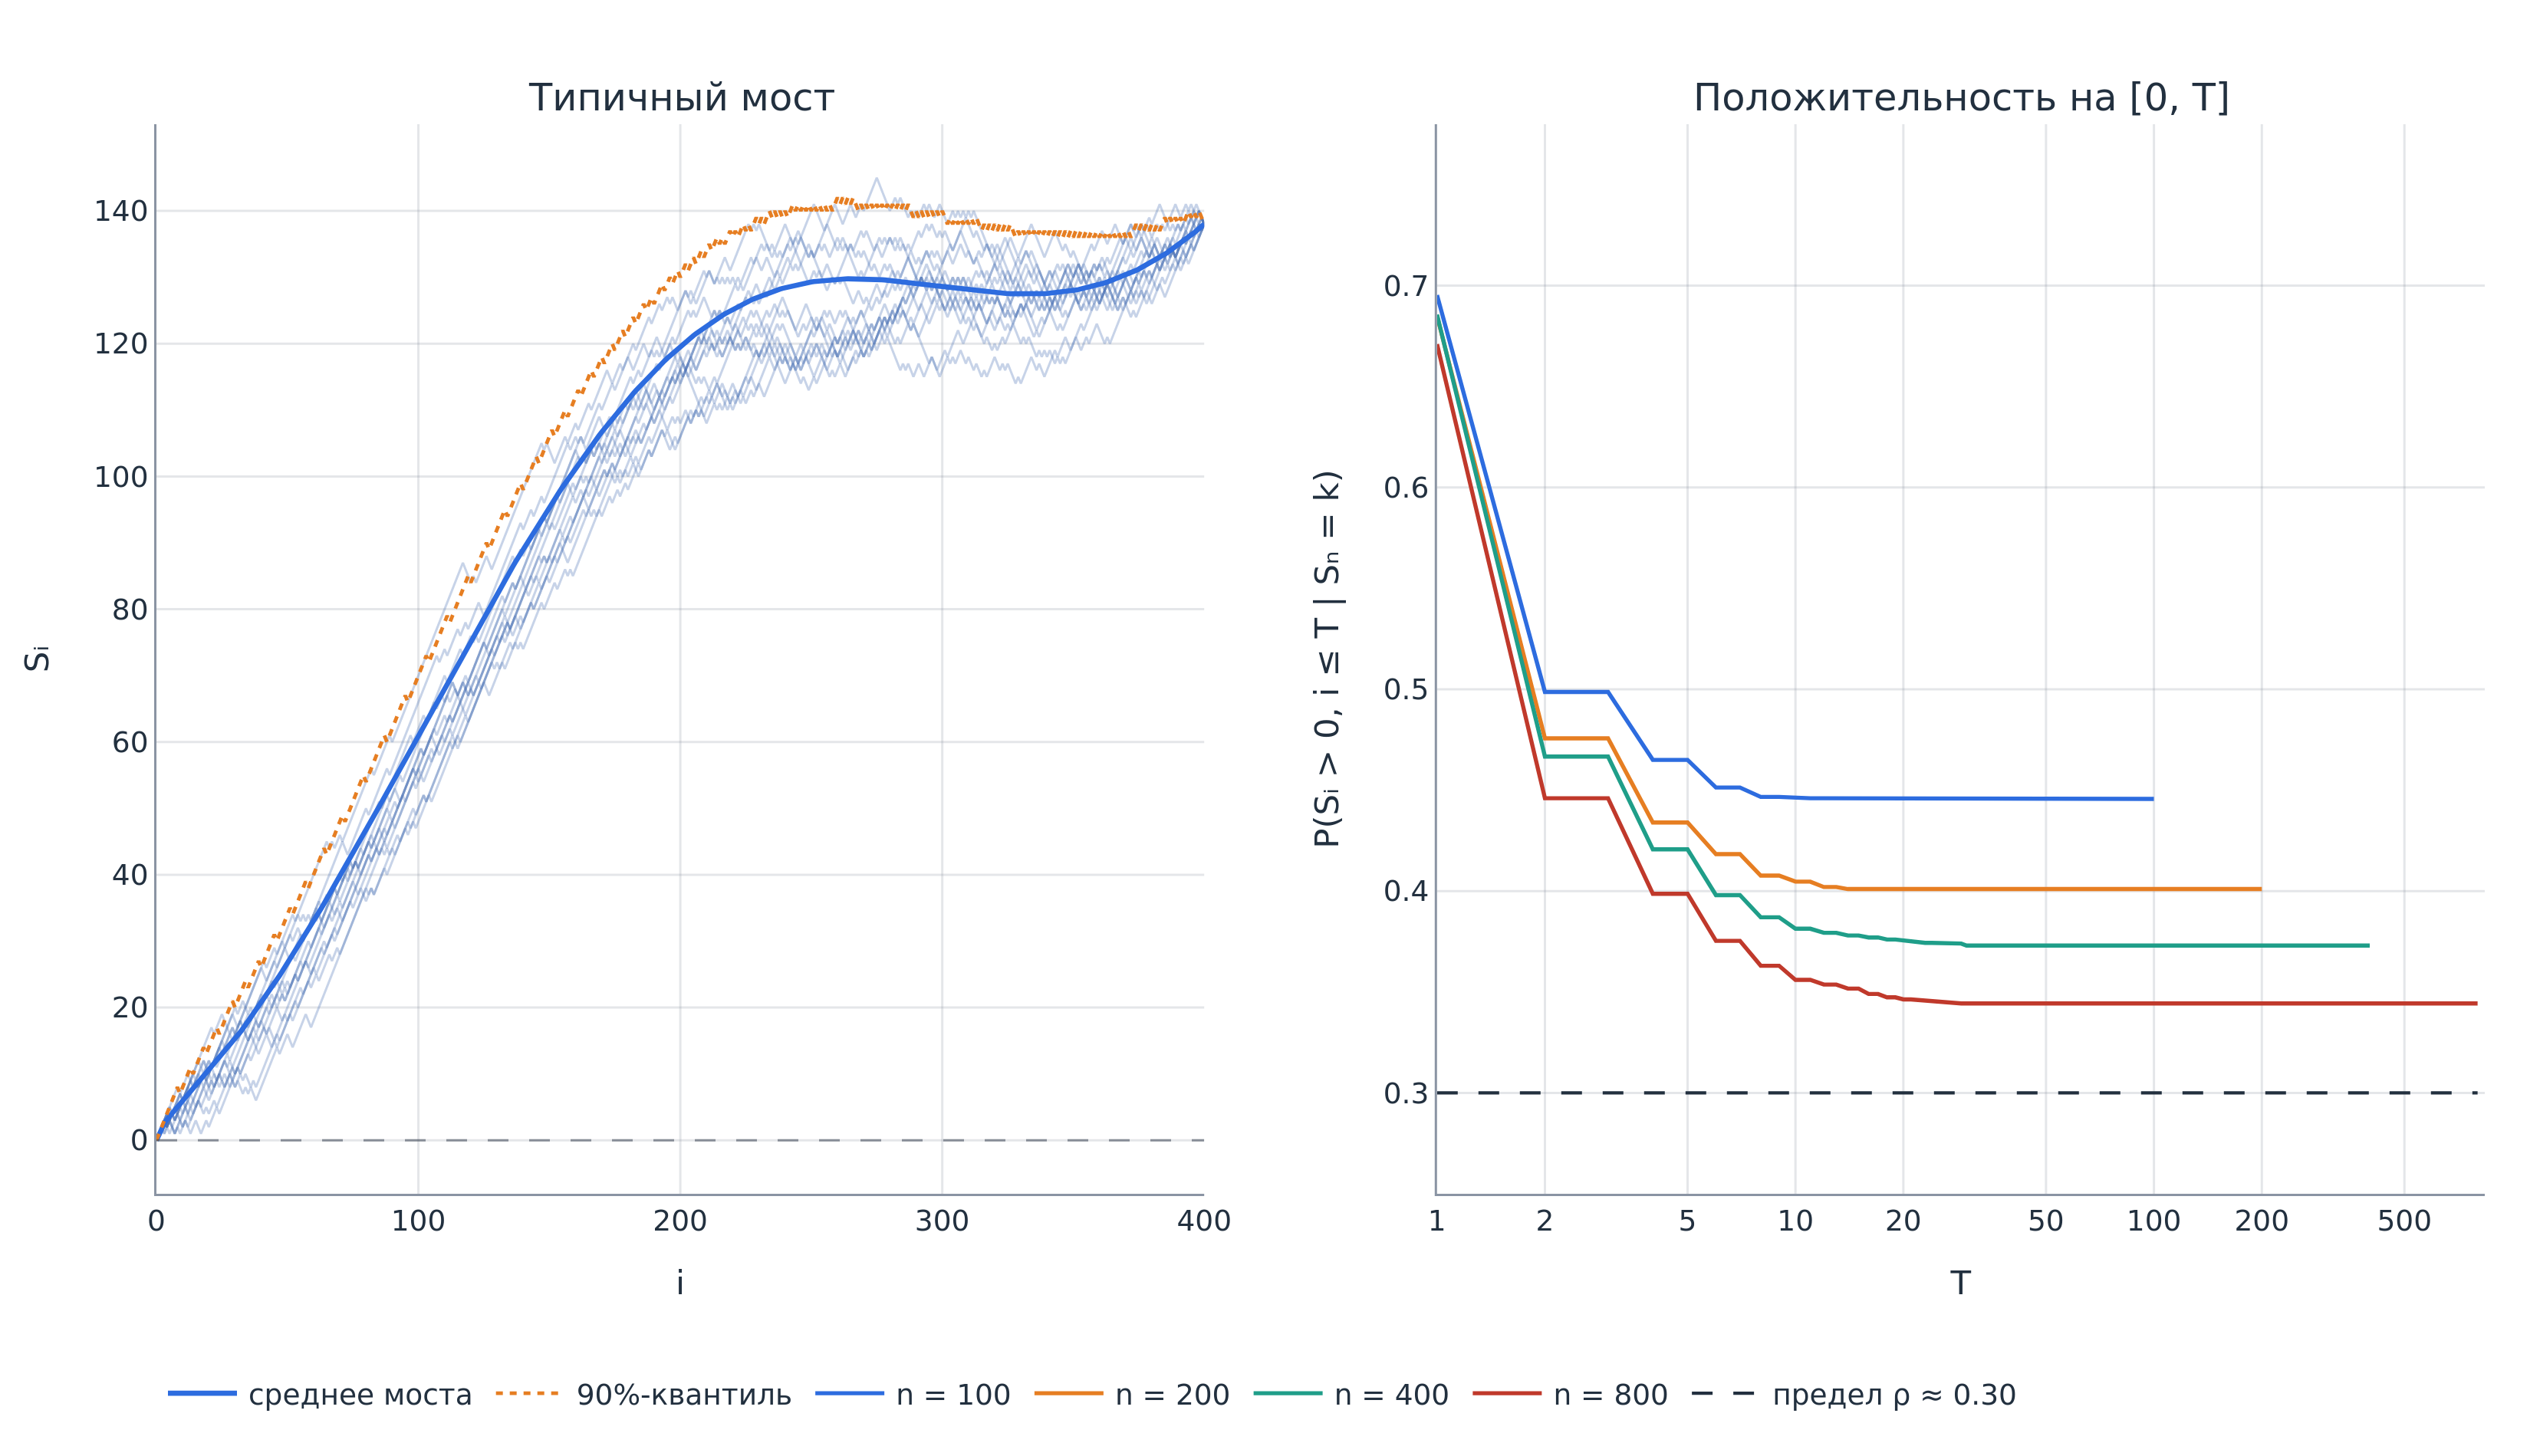 Типичный мост
Sᵢ
140
120
100
80
60
40
20
0
0 100 200 300 400
i
Положительность на [0, T]
P(Sᵢ > 0, i ≤ T | Sₙ = k)
0.7
0.6
0.5
0.4
0.3
1 2 5 10 20 50 100 200 500
T
среднее моста 90%-квантиль n = 100 n = 200 n = 400 n = 800 предел ρ ≈ 0.30